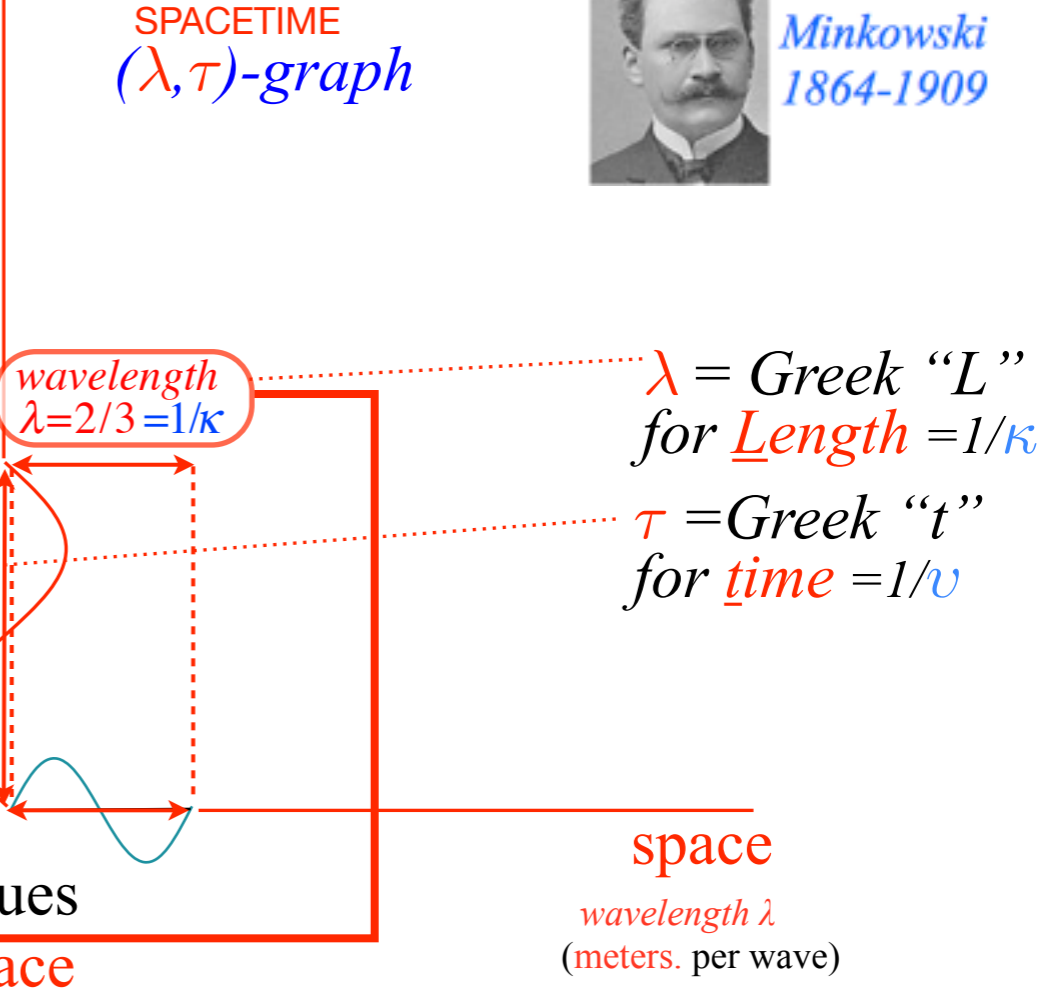 SPACETIME
(λ,τ)-graph
Minkowski
1864-1909
wavelength
λ=2/3 =1/κ
λ = Greek “L”
for Length =1/κ
τ =Greek “t”
for time =1/υ
space
wavelength λ
(meters. per wave)
ues
ace